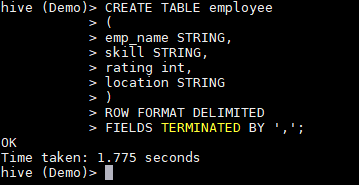 hive (Demo)> CREATE TABLE employee
> (
> emp_name STRING,
> skill STRING,
> rating int,
> location STRING
> )
> ROW FORMAT DELIMITED
> FIELDS TERMINATED BY ',';
OK
Time taken: 1.775 seconds
hive (Demo)>